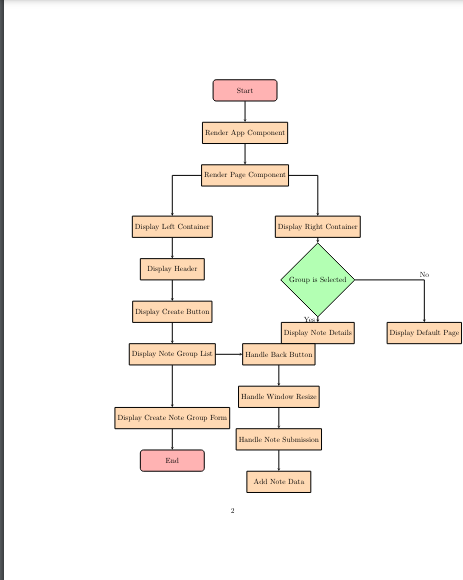 Start
Render App Component
Render Page Component
Display Left Container
Display Right Container
Display Header
Group is Selected
No
Display Create Button
Yes
Display Note Details
Display Default Page
Display Note Group List
Handle Back Button
Handle Window Resize
Display Create Note Group Form
Handle Note Submission
End
Add Note Data
2